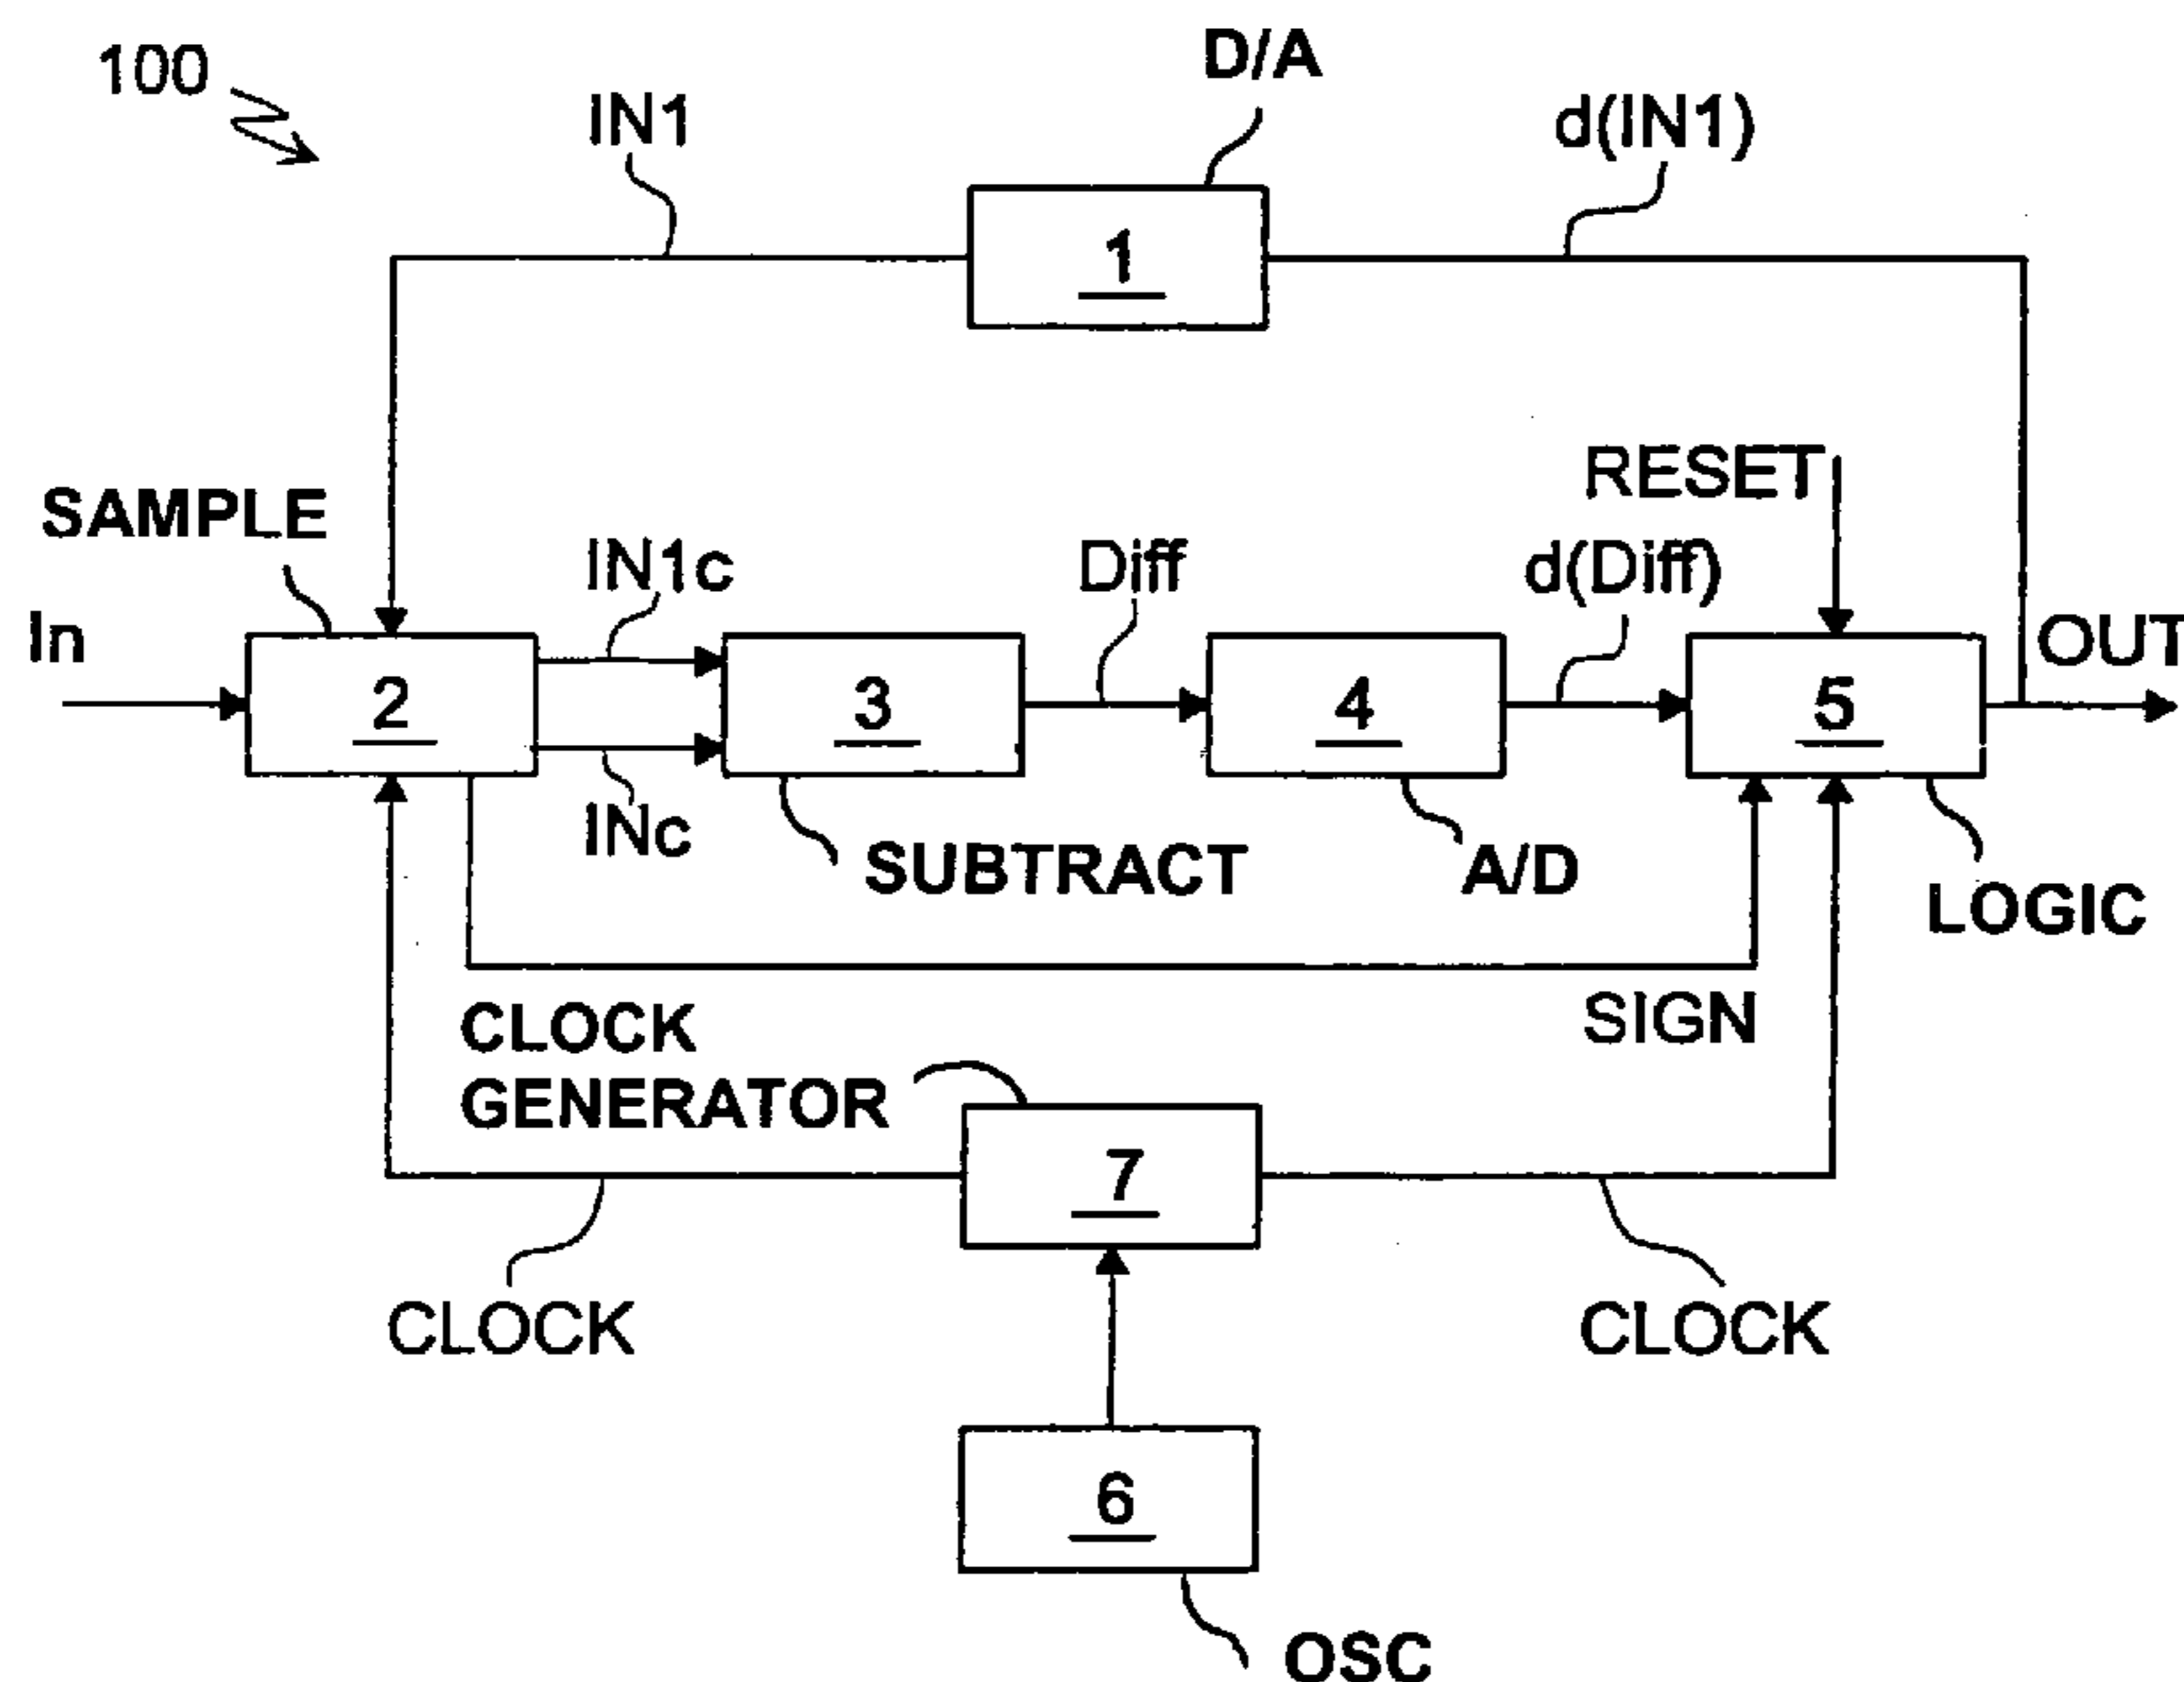 100
D/A
IN1
d(IN1)
1
RESET
SAMPLE
IN1c
Diff
d(Diff)
In
OUT
2
3
4
5
INc
SUBTRACT
A/D
LOGIC
SIGN
CLOCK
GENERATOR
7
CLOCK
CLOCK
6
OSC